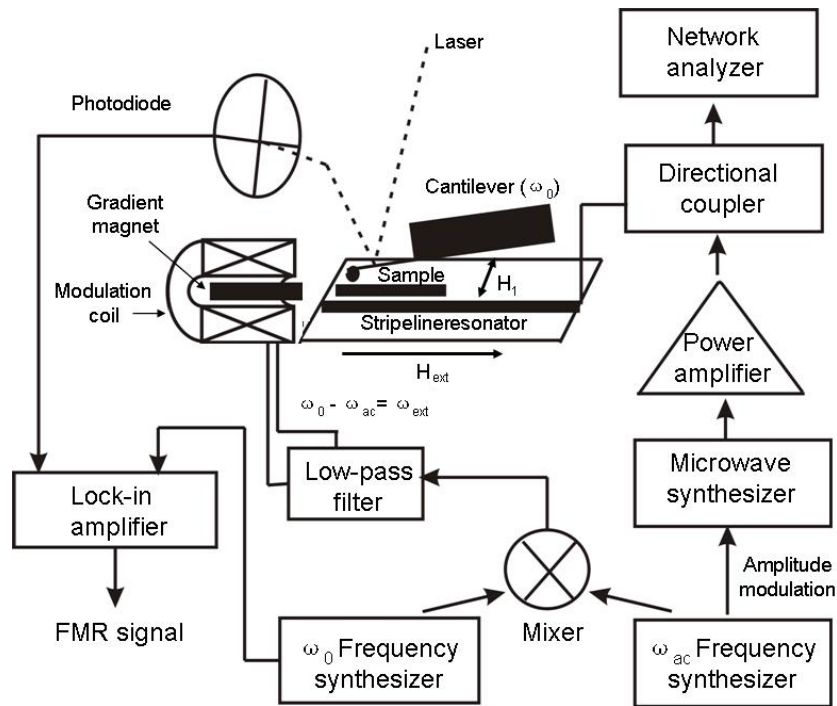 Laser
Network
analyzer
Photodiode
Directional
coupler
Cantilever (ω₀)
Gradient
magnet
Modulation
coil
Sample
H₁
Stripelineresonator
Hₑₓₜ
Power
amplifier
ω₀ - ωₐc = ωₑₓₜ
Low-pass
filter
Microwave
synthesizer
Lock-in
amplifier
Amplitude
modulation
FMR signal
Mixer
ω₀ Frequency
synthesizer
ωₐc Frequency
synthesizer